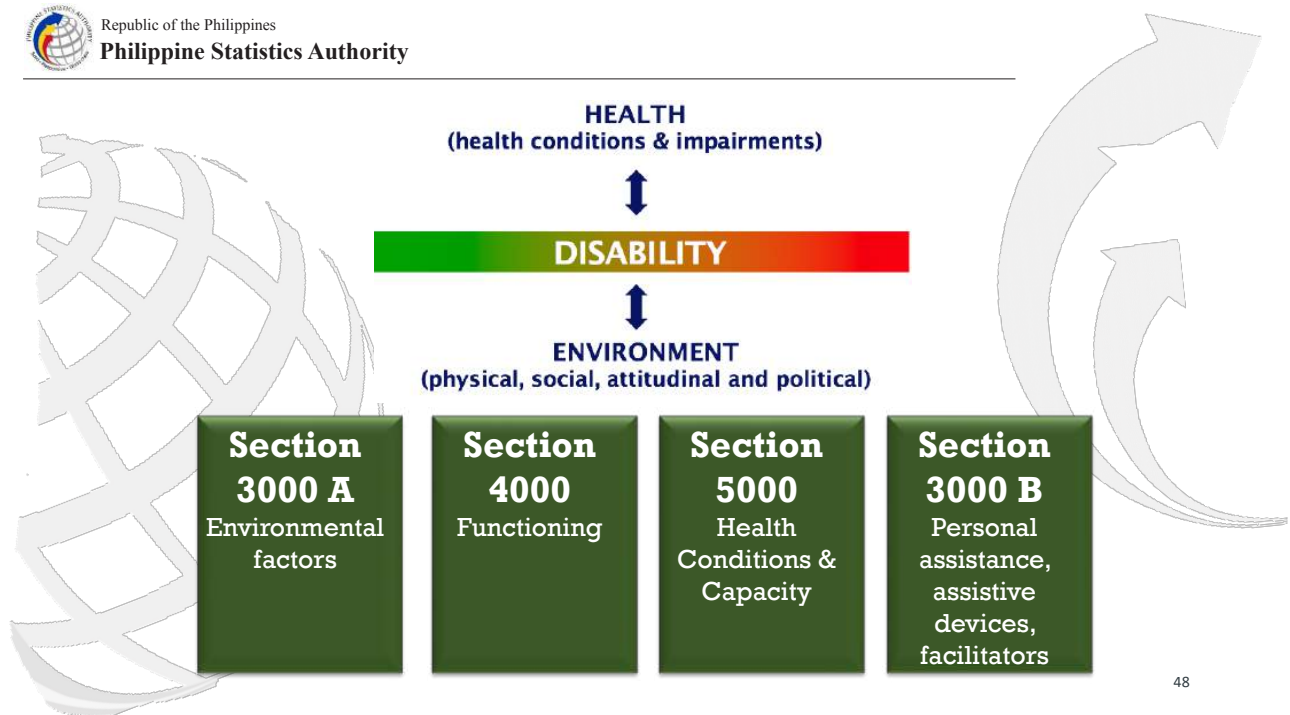 Republic of the Philippines
Philippine Statistics Authority
HEALTH
(health conditions & impairments)
DISABILITY
ENVIRONMENT
(physical, social, attitudinal and political)
Section
3000 A
Environmental
factors
Section
4000
Functioning
Section
5000
Health
Conditions &
Capacity
Section
3000 B
Personal
assistance,
assistive
devices,
facilitators
48